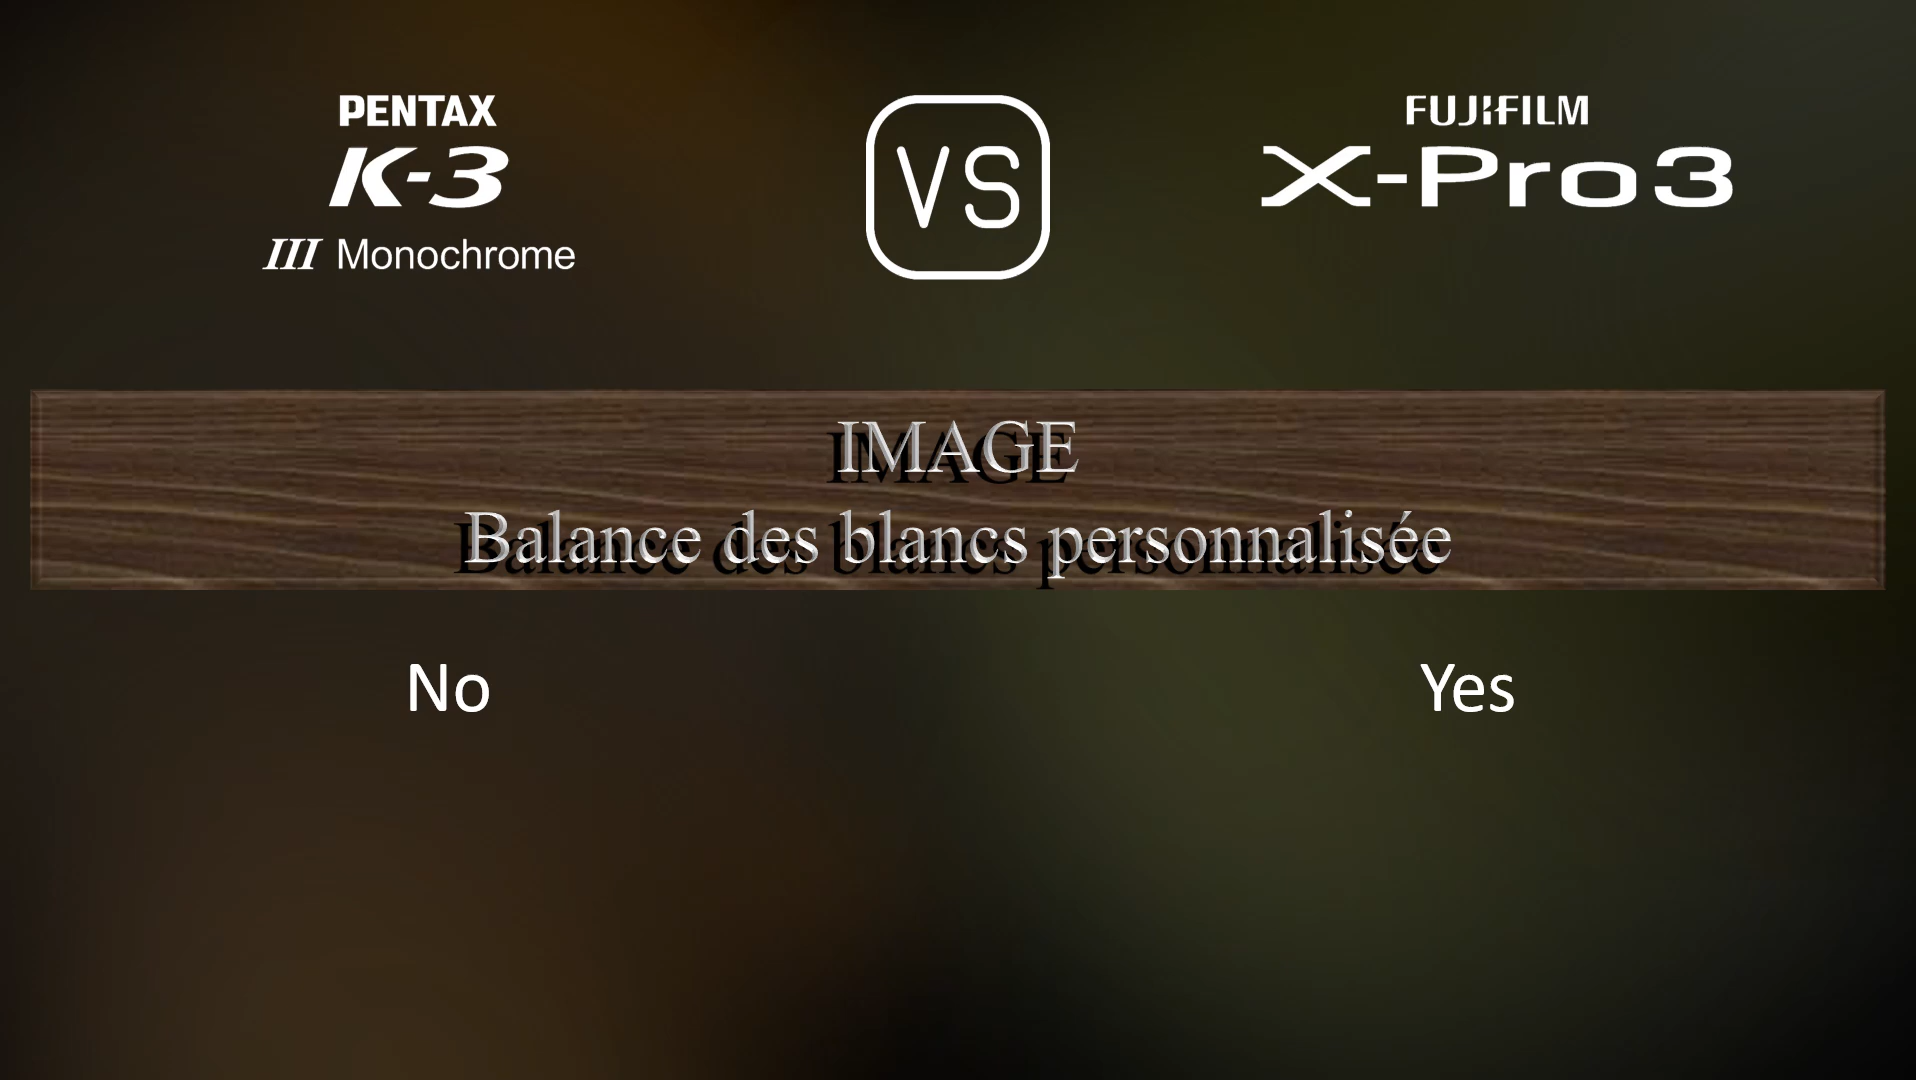 PENTAX
K-3
III Monochrome
VS
FUJIFILM
X-Pro3
IMAGE
Balance des blancs personnalisée
No
Yes